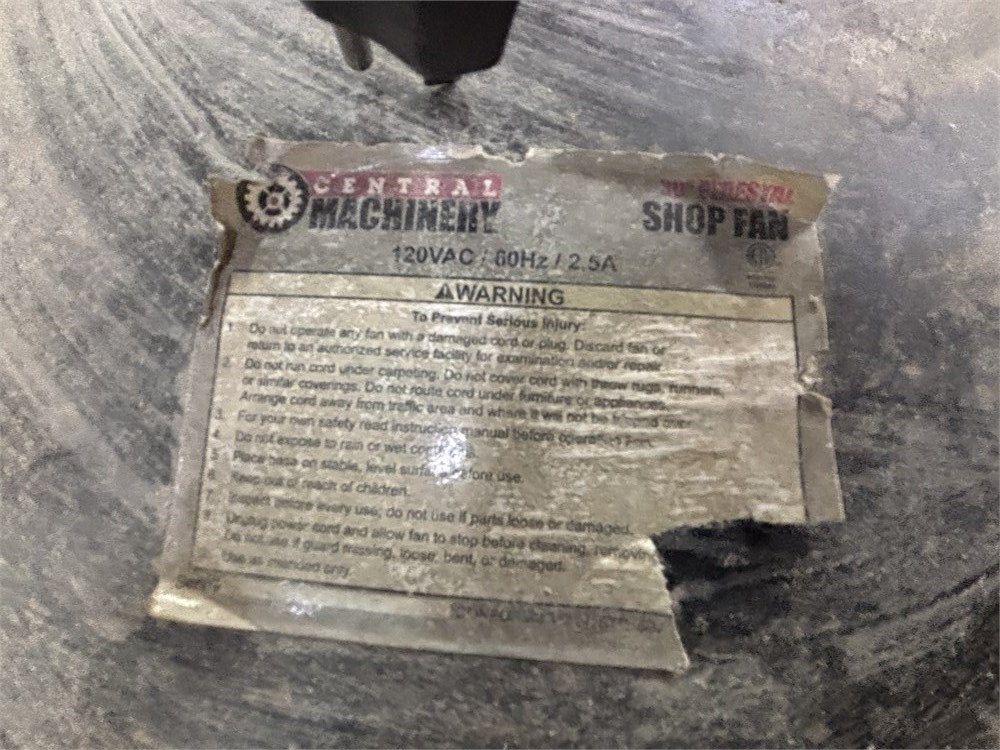 CENTRAL
MACHINERY
PEDESTAL
SHOP FAN
120VAC / 60Hz / 2.5A
WARNING
To Prevent Serious Injury:
1. Do not operate any fan with a damaged cord or plug. Discard fan or
return to an authorized service facility for examination and/or repair.
2. Do not run cord under carpeting. Do not cover cord with throw rugs, runners,
or similar coverings. Do not route cord under furniture or appliances.
Arrange cord away from traffic area and where it will not be tripped over.
3. For your own safety read instruction manual before operating
4. Do not expose to rain or wet
5. Place on stable, level surface before use.
6. Keep out of reach of children.
7. Inspect before every use; do not use if parts loose or damaged.
8. Unplug power cord and allow fan to stop before cleaning, removing
Do not use if guard missing, loose, bent, or damaged.
Use as intended only.